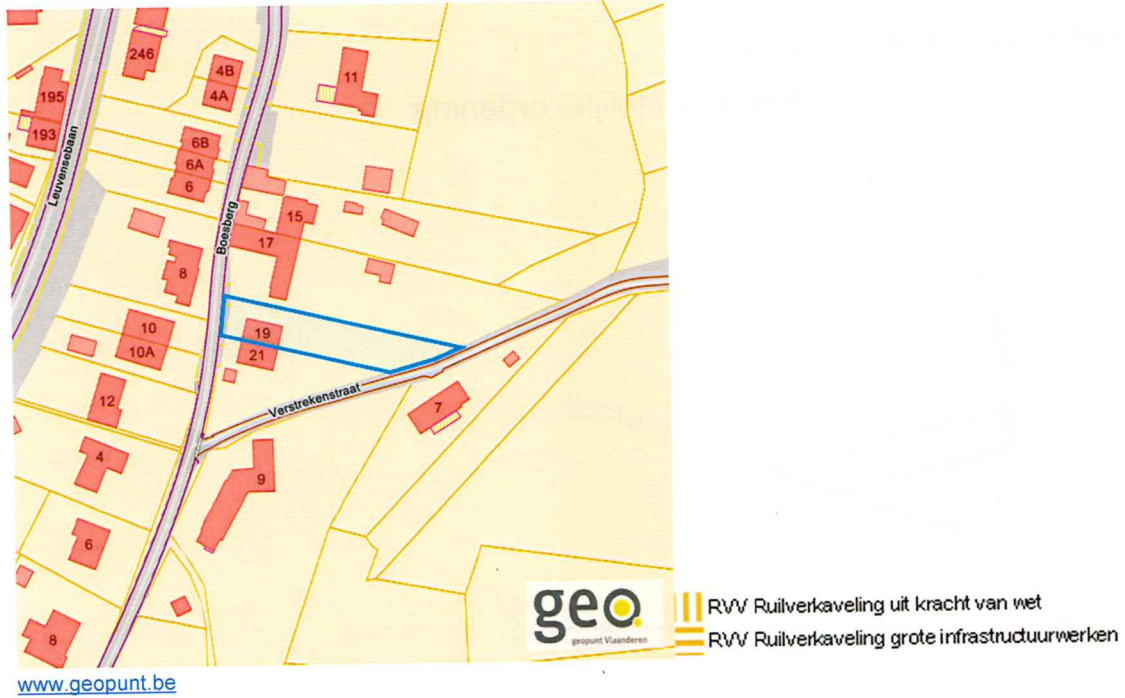 246
4B
4A
11
195
193
Leuvensebaan
6B
6A
6
Boesberg
15
17
8
19
21
10
10A
12
Verstrekenstraat
7
4
9
6
8
geo
geopunt Vlaanderen
RVV Ruilverkaveling uit kracht van wet
RVV Ruilverkaveling grote infrastructuurwerken
www.geopunt.be